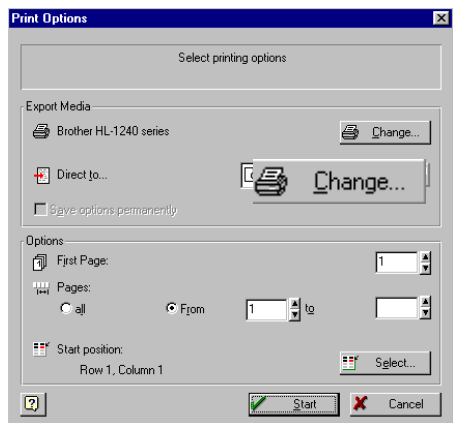 Print Options
Select printing options
Export Media
Brother HL-1240 series
Change...
Direct to...
Change...
Save options permanently
Options
First Page:
1
Pages:
all
From
1
to
Start position:
Row 1, Column 1
Select...
Start
Cancel